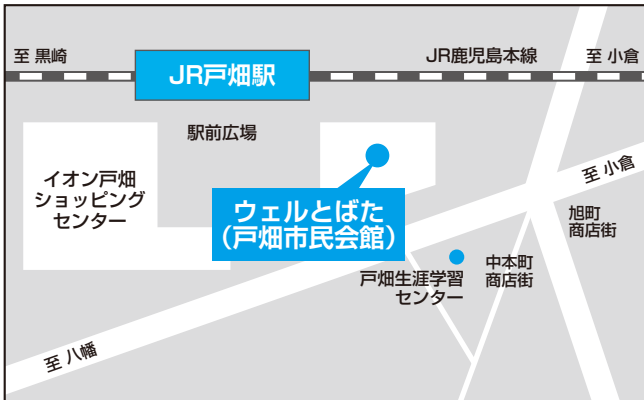 至 黒崎
JR戸畑駅
JR鹿児島本線
至 小倉
駅前広場
イオン戸畑
ショッピング
センター
ウェルとばた
(戸畑市民会館)
至 小倉
旭町
商店街
中本町
商店街
戸畑生涯学習
センター
至 八幡